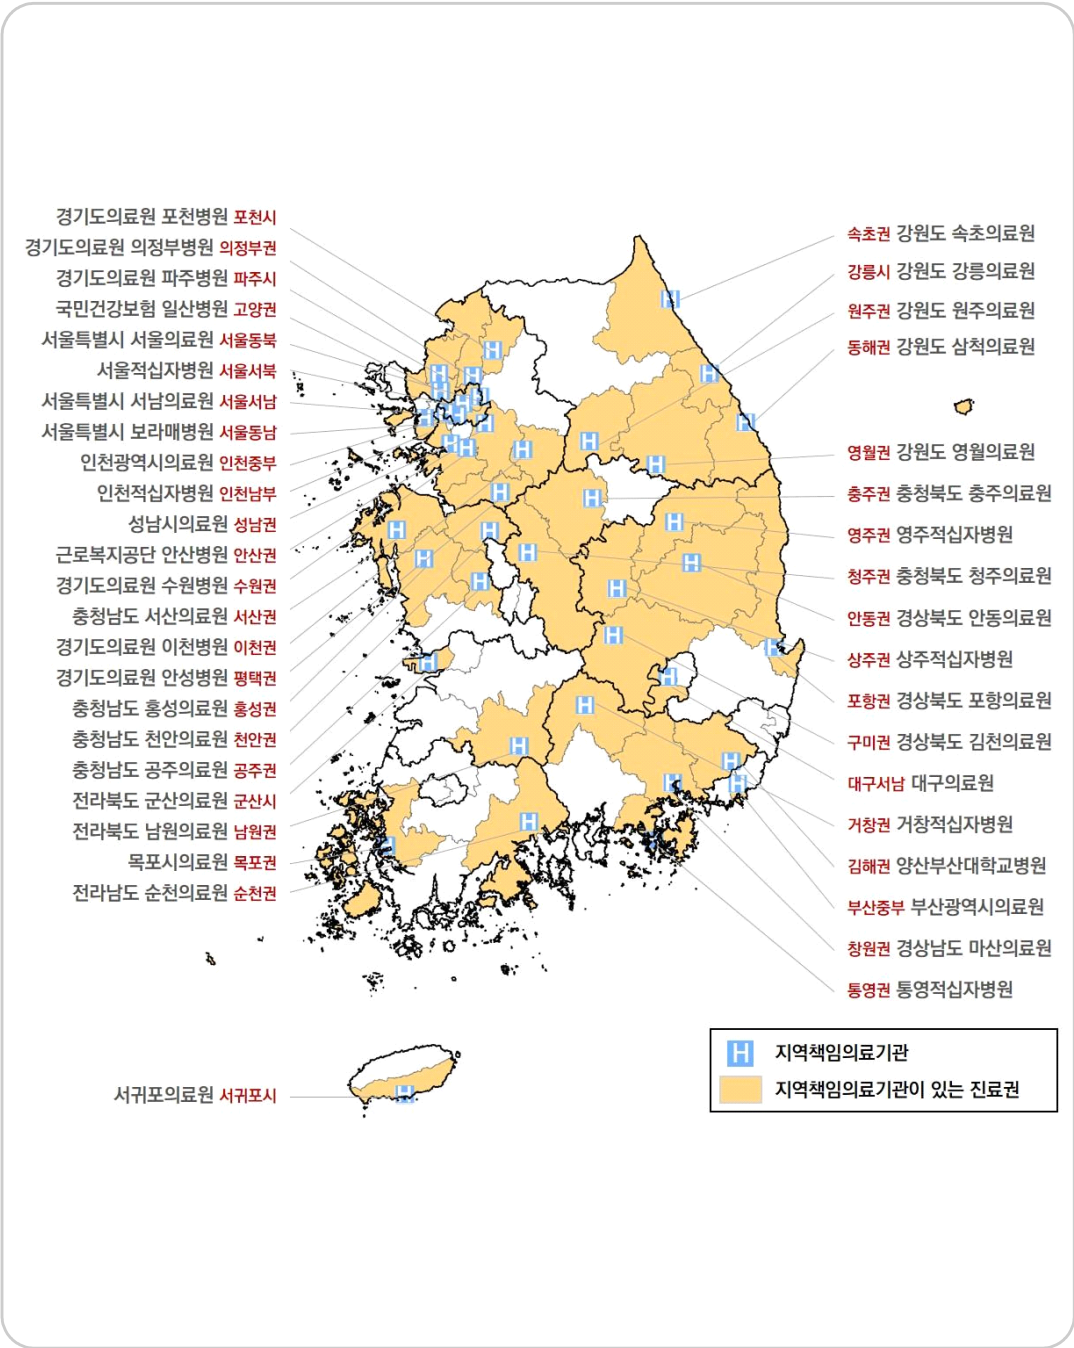 경기도의료원 포천병원 포천시
경기도의료원 의정부병원 의정부권
경기도의료원 파주병원 파주시
국민건강보험 일산병원 고양권
서울특별시 서울의료원 서울동북
서울적십자병원 서울서북
서울특별시 서남의료원 서울서남
서울특별시 보라매병원 서울동남
인천광역시의료원 인천중부
인천적십자병원 인천남부
성남시의료원 성남권
근로복지공단 안산병원 안산권
경기도의료원 수원병원 수원권
충청남도 서산의료원 서산권
경기도의료원 이천병원 이천권
경기도의료원 안성병원 평택권
충청남도 홍성의료원 홍성권
충청남도 천안의료원 천안권
충청남도 공주의료원 공주권
전라북도 군산의료원 군산시
전라북도 남원의료원 남원권
목포시의료원 목포권
전라남도 순천의료원 순천권
서귀포의료원 서귀포시
속초권 강원도 속초의료원
강릉시 강원도 강릉의료원
원주권 강원도 원주의료원
동해권 강원도 삼척의료원
영월권 강원도 영월의료원
충주권 충청북도 충주의료원
영주권 영주적십자병원
청주권 충청북도 청주의료원
안동권 경상북도 안동의료원
상주권 상주적십자병원
포항권 경상북도 포항의료원
구미권 경상북도 김천의료원
대구서남 대구의료원
거창권 거창적십자병원
김해권 양산부산대학교병원
부산중부 부산광역시의료원
창원권 경상남도 마산의료원
통영권 통영적십자병원
H 지역책임의료기관
지역책임의료기관이 있는 진료권